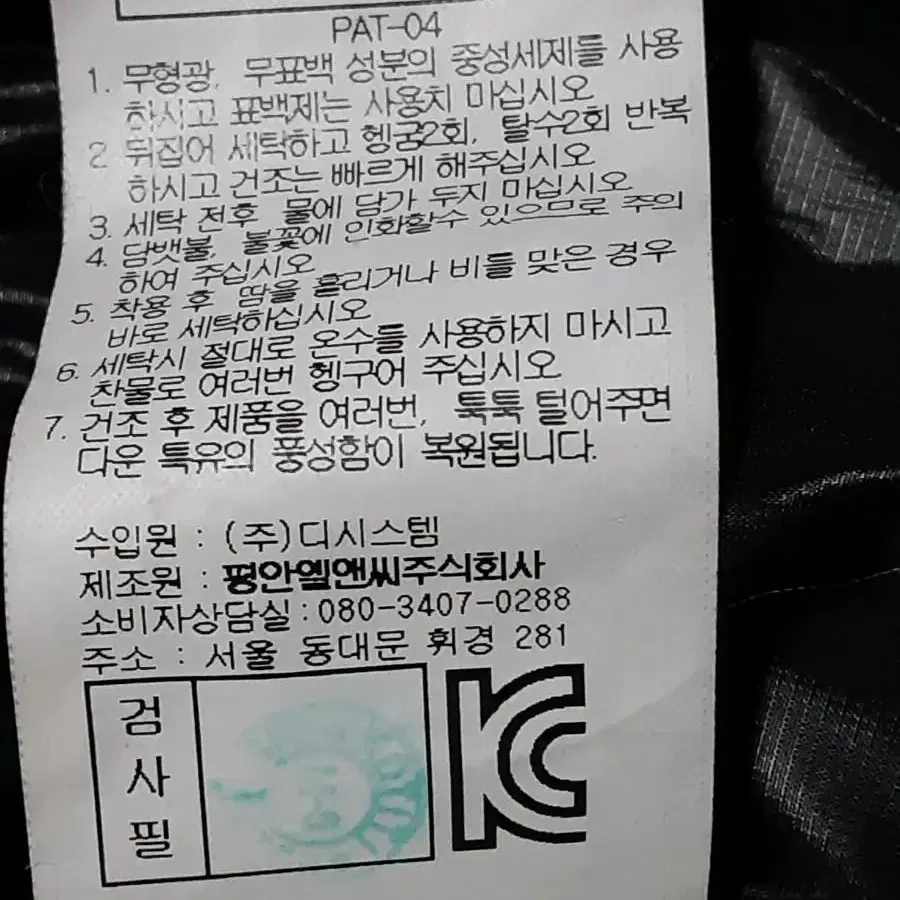 PAT-04
1. 무형광, 무표백 성분의 중성세제를 사용
하시고 표백제는 사용치 마십시오
2 뒤집어 세탁하고 헹굼2회, 탈수2회 반복
하시고 건조는 빠르게 해주십시오
3. 세탁 전후 물에 담가 두지 마십시오
4. 담뱃불, 불꽃에 인화할수 있으므로 주의
하여 주십시오
5. 착용 후 땀을 흘리거나 비를 맞은 경우
바로 세탁하십시오
6. 세탁시 절대로 온수를 사용하지 마시고
찬물로 여러번 헹구어 주십시오
7. 건조 후 제품을 여러번, 툭툭 털어주면
다운 특유의 풍성함이 복원됩니다.
수입원 : (주)디시스템
제조원 : 평안엘앤씨주식회사
소비자상담실 : 080-3407-0288
주소 : 서울 동대문 휘경 281
검
사
필
KC